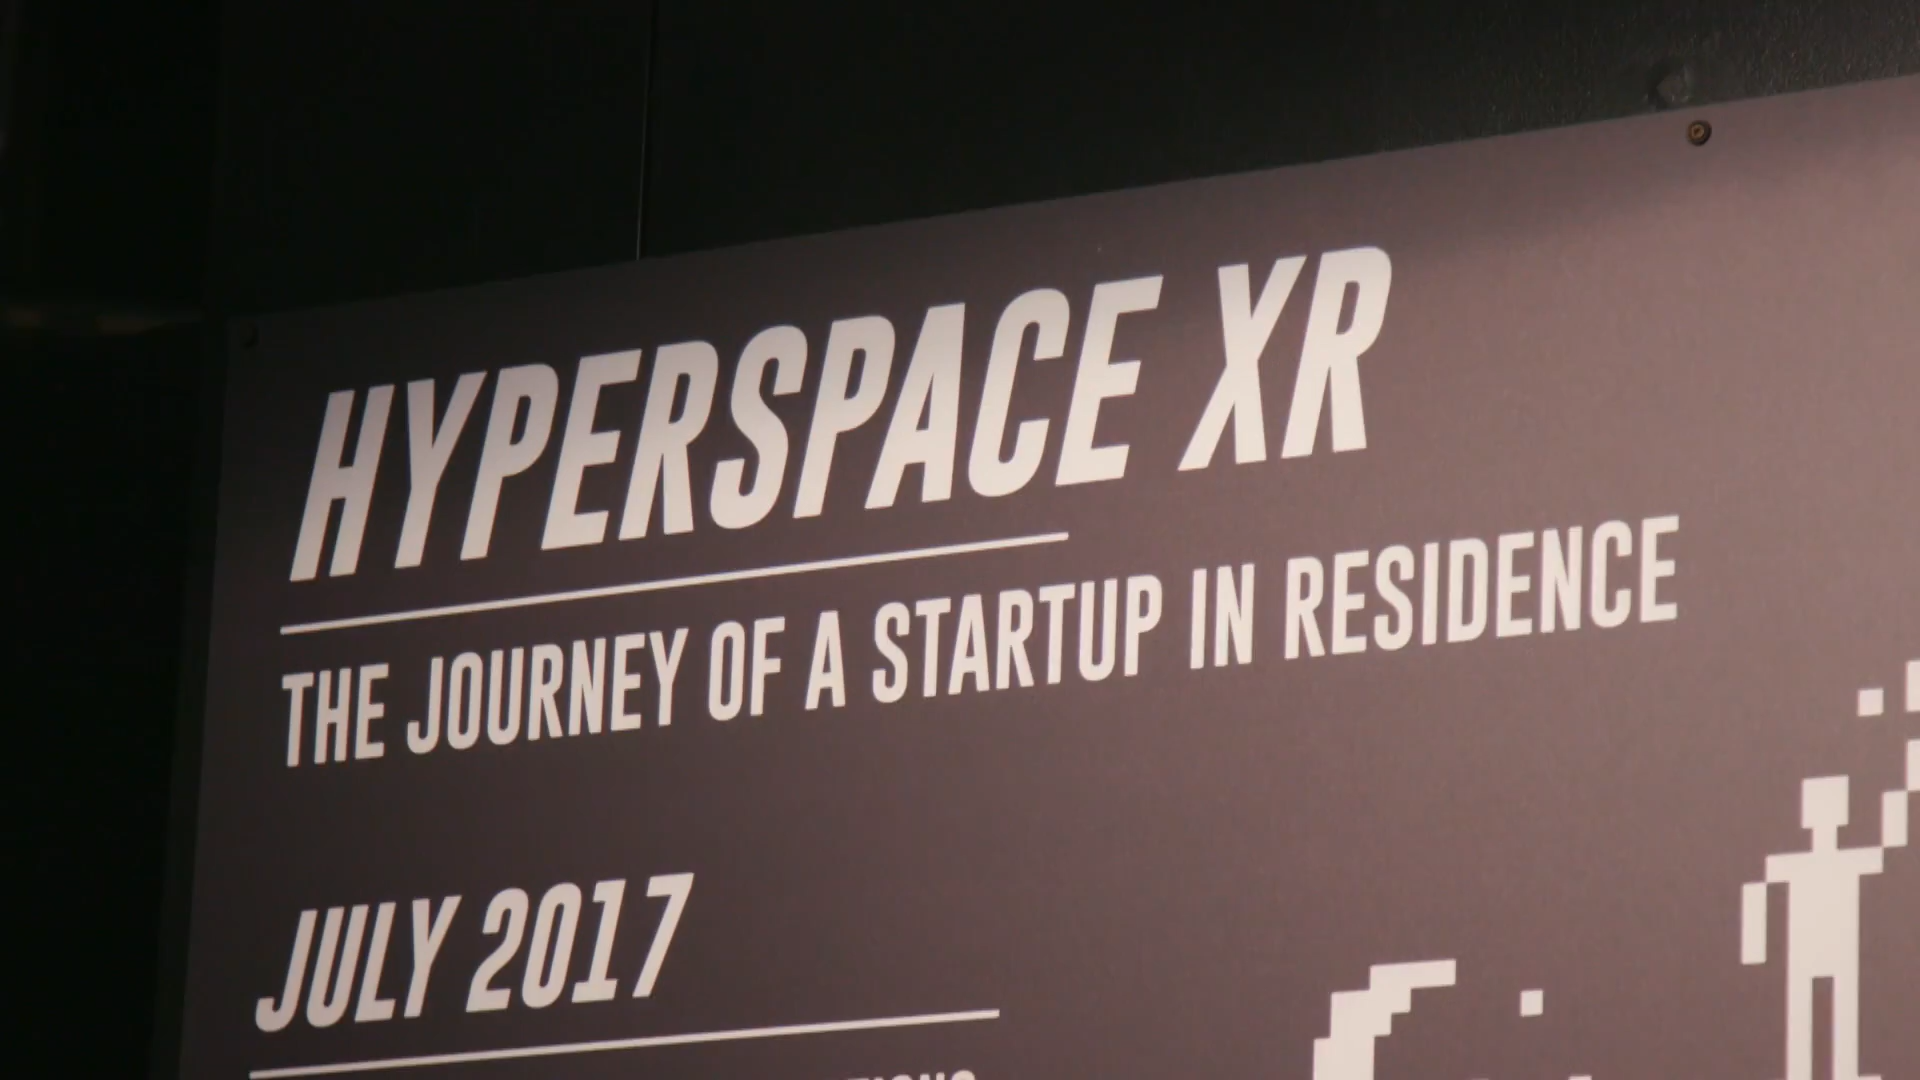 HYPERSPACE XR
THE JOURNEY OF A STARTUP IN RESIDENCE
JULY 2017